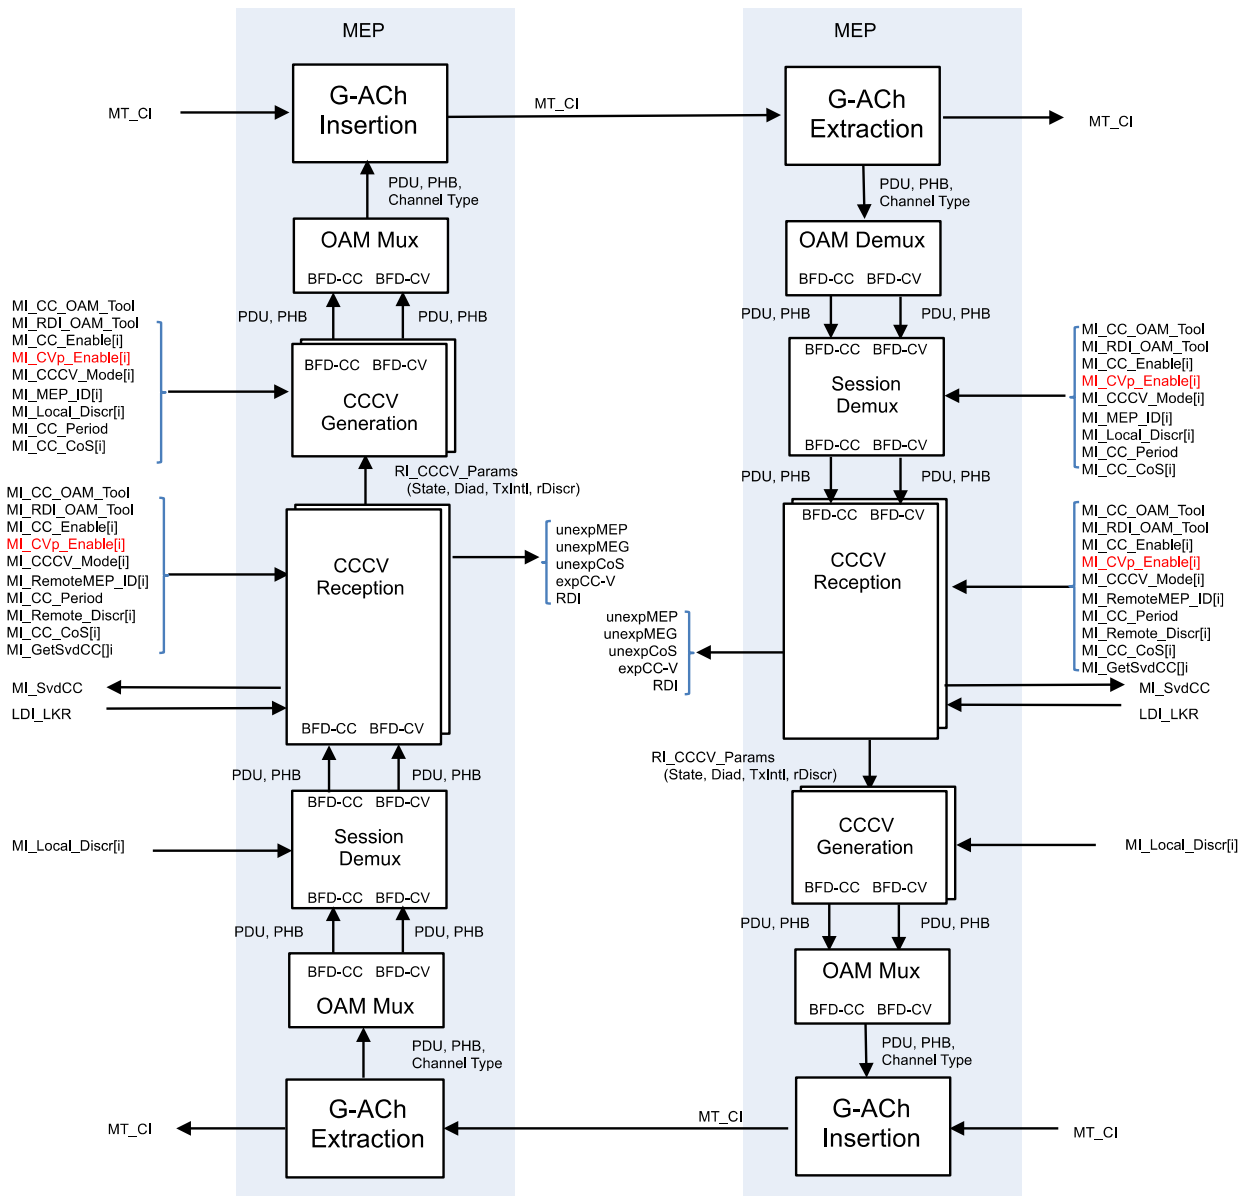 MEP
MEP
G-ACh
Insertion
G-ACh
Extraction
MT_CI
MT_CI
MT_CI
PDU, PHB,
Channel Type
PDU, PHB,
Channel Type
OAM Mux
BFD-CC BFD-CV
OAM Demux
BFD-CC BFD-CV
PDU, PHB
PDU, PHB
PDU, PHB
PDU, PHB
MI_CC_OAM_Tool
MI_RDI_OAM_Tool
MI_CC_Enable[i]
MI_CVp_Enable[i]
MI_CCCV_Mode[i]
MI_MEP_ID[i]
MI_Local_Discr[i]
MI_CC_Period
MI_CC_CoS[i]
BFD-CC BFD-CV
CCCV
Generation
BFD-CC BFD-CV
Session
Demux
BFD-CC BFD-CV
MI_CC_OAM_Tool
MI_RDI_OAM_Tool
MI_CC_Enable[i]
MI_CVp_Enable[i]
MI_CCCV_Mode[i]
MI_MEP_ID[i]
MI_Local_Discr[i]
MI_CC_Period
MI_CC_CoS[i]
RI_CCCV_Params
(State, Diad, TxIntl, rDiscr)
PDU, PHB
PDU, PHB
MI_CC_OAM_Tool
MI_RDI_OAM_Tool
MI_CC_Enable[i]
MI_CVp_Enable[i]
MI_CCCV_Mode[i]
MI_RemoteMEP_ID[i]
MI_CC_Period
MI_Remote_Discr[i]
MI_CC_CoS[i]
MI_GetSvdCC[]i
MI_SvdCC
LDI_LKR
CCCV
Reception
BFD-CC BFD-CV
unexpMEP
unexpMEG
unexpCoS
expCC-V
RDI
unexpMEP
unexpMEG
unexpCoS
expCC-V
RDI
BFD-CC BFD-CV
CCCV
Reception
MI_CC_OAM_Tool
MI_RDI_OAM_Tool
MI_CC_Enable[i]
MI_CVp_Enable[i]
MI_CCCV_Mode[i]
MI_RemoteMEP_ID[i]
MI_CC_Period
MI_Remote_Discr[i]
MI_CC_CoS[i]
MI_GetSvdCC[]i
MI_SvdCC
LDI_LKR
PDU, PHB
PDU, PHB
RI_CCCV_Params
(State, Diad, TxIntl, rDiscr)
BFD-CC BFD-CV
Session
Demux
BFD-CC BFD-CV
MI_Local_Discr[i]
CCCV
Generation
BFD-CC BFD-CV
MI_Local_Discr[i]
PDU, PHB
PDU, PHB
PDU, PHB
PDU, PHB
BFD-CC BFD-CV
OAM Mux
OAM Mux
BFD-CC BFD-CV
PDU, PHB,
Channel Type
PDU, PHB,
Channel Type
G-ACh
Extraction
G-ACh
Insertion
MT_CI
MT_CI
MT_CI